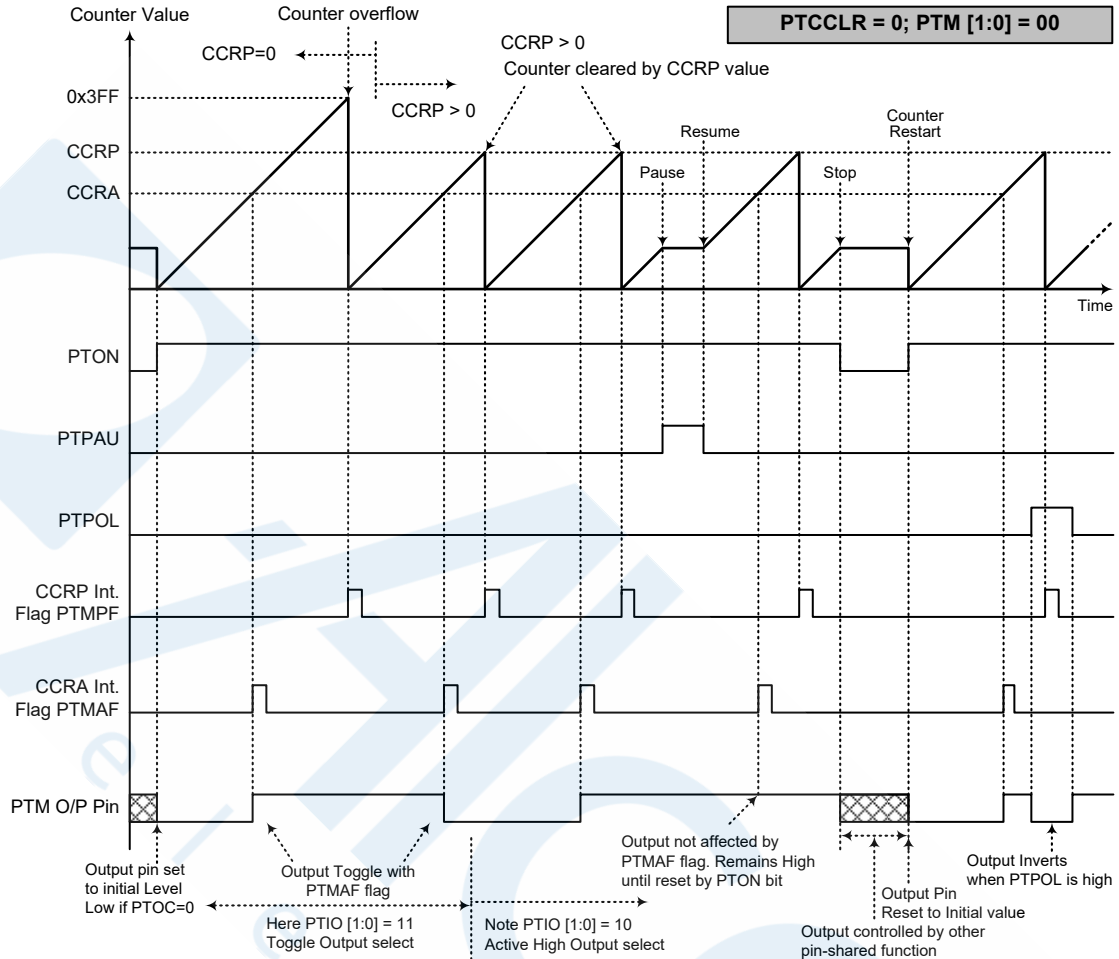 Counter Value
Counter overflow
PTCCLR = 0; PTM [1:0] = 00
CCRP=0
CCRP > 0
CCRP > 0
Counter cleared by CCRP value
0x3FF
CCRP
CCRA
Pause
Resume
Stop
Counter
Restart
Time
PTON
PTPAU
PTPOL
CCRP Int.
Flag PTMPF
CCRA Int.
Flag PTMAF
PTM O/P Pin
Output pin set
to initial Level
Low if PTOC=0
Output Toggle with
PTMAF flag
Here PTIO [1:0] = 11
Toggle Output select
Note PTIO [1:0] = 10
Active High Output select
Output not affected by
PTMAF flag. Remains High
until reset by PTON bit
Output Pin
Reset to Initial value
Output controlled by other
pin-shared function
Output Inverts
when PTPOL is high